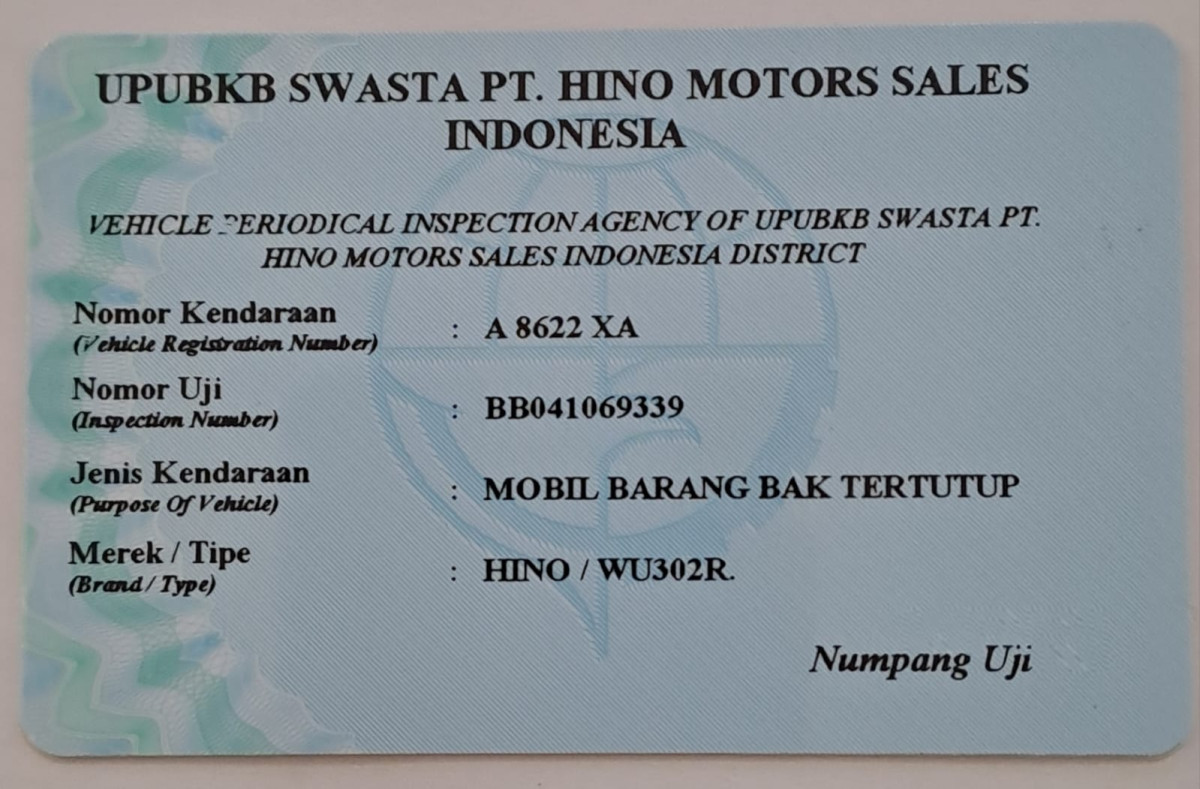 UPUBKB SWASTA PT. HINO MOTORS SALES
INDONESIA
VEHICLE PERIODICAL INSPECTION AGENCY OF UPUBKB SWASTA PT.
HINO MOTORS SALES INDONESIA DISTRICT
Nomor Kendaraan
(Vehicle Registration Number) : A 8622 XA
Nomor Uji
(Inspection Number) : BB041069339
Jenis Kendaraan
(Purpose Of Vehicle) : MOBIL BARANG BAK TERTUTUP
Merek / Tipe
(Brand / Type) : HINO / WU302R.
Numpang Uji